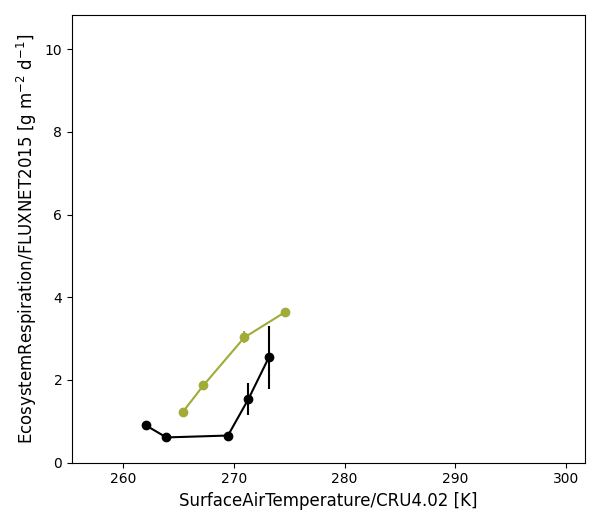 EcosystemRespiration/FLUXNET2015 [g m⁻² d⁻¹]
10
8
6
4
2
0
260 270 280 290 300
SurfaceAirTemperature/CRU4.02 [K]